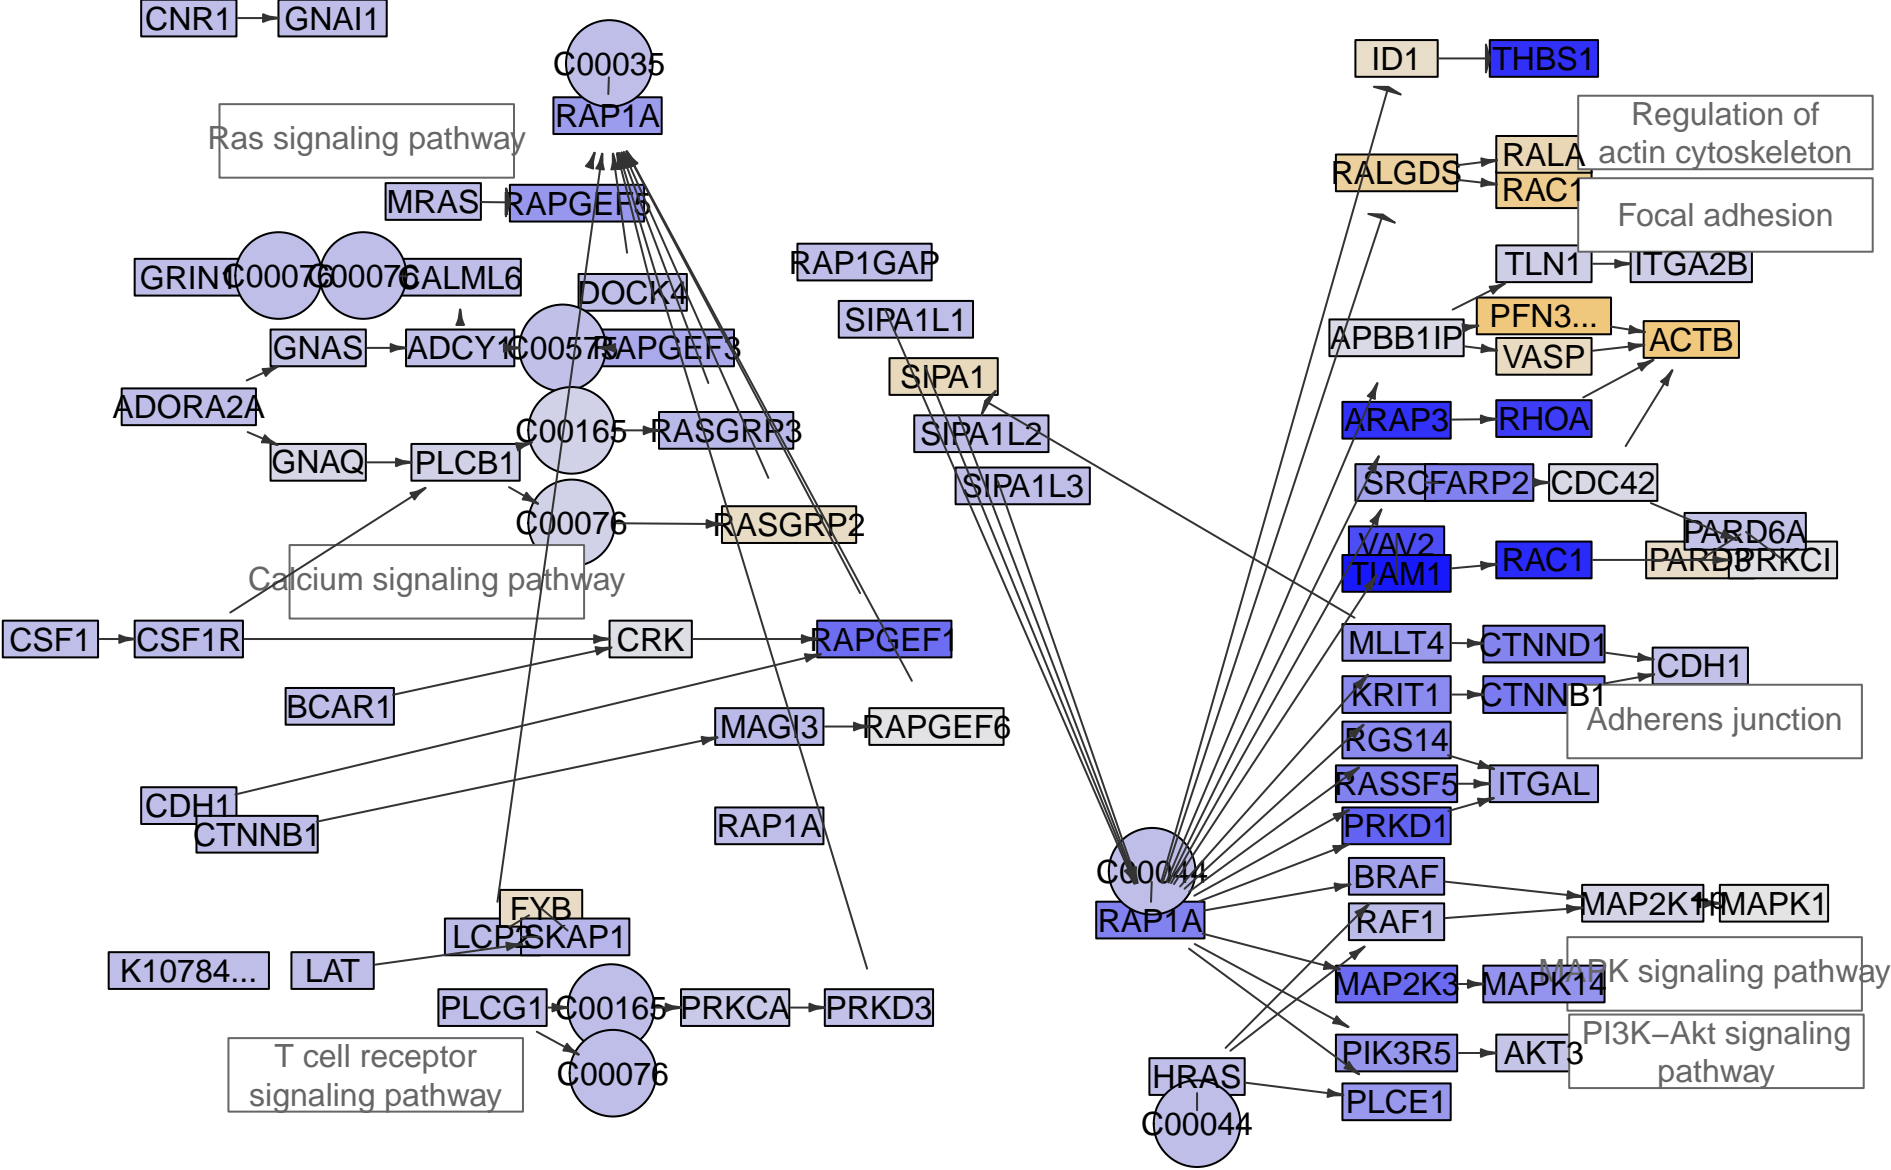 CNR1
GNAI1
C00035
RAP1A
Ras signaling pathway
MRAS
RAPGEF5
GRIN1
C00076
C00076
CALML6
DOCK4
GNAS
ADCY1
C00575
RAPGEF3
ADORA2A
C00165
RASGRP3
GNAQ
PLCB1
C00076
RASGRP2
Calcium signaling pathway
CSF1
CSF1R
CRK
RAPGEF1
BCAR1
MAGI3
RAPGEF6
CDH1
CTNNB1
RAP1A
FYB
LCP2
SKAP1
K10784...
LAT
PLCG1
C00165
PRKCA
PRKD3
T cell receptor
signaling pathway
C00076
RAP1GAP
SIPA1L1
SIPA1
SIPA1L2
SIPA1L3
C00044
RAP1A
HRAS
C00044
ID1
THBS1
Regulation of
actin cytoskeleton
RALGDS
RALA
RAC1
Focal adhesion
TLN1
ITGA2B
APBB1IP
PFN3...
VASP
ACTB
ARAP3
RHOA
SRC
FARP2
CDC42
VAV2
TIAM1
RAC1
PARD6A
PARD3
PRKCI
MLLT4
CTNND1
CDH1
KRIT1
CTNNB1
Adherens junction
RGS14
RASSF5
ITGAL
PRKD1
BRAF
RAF1
MAP2K1
+p
MAPK1
MAP2K3
MAPK14
MAPK signaling pathway
PIK3R5
AKT3
PI3K−Akt signaling
pathway
PLCE1